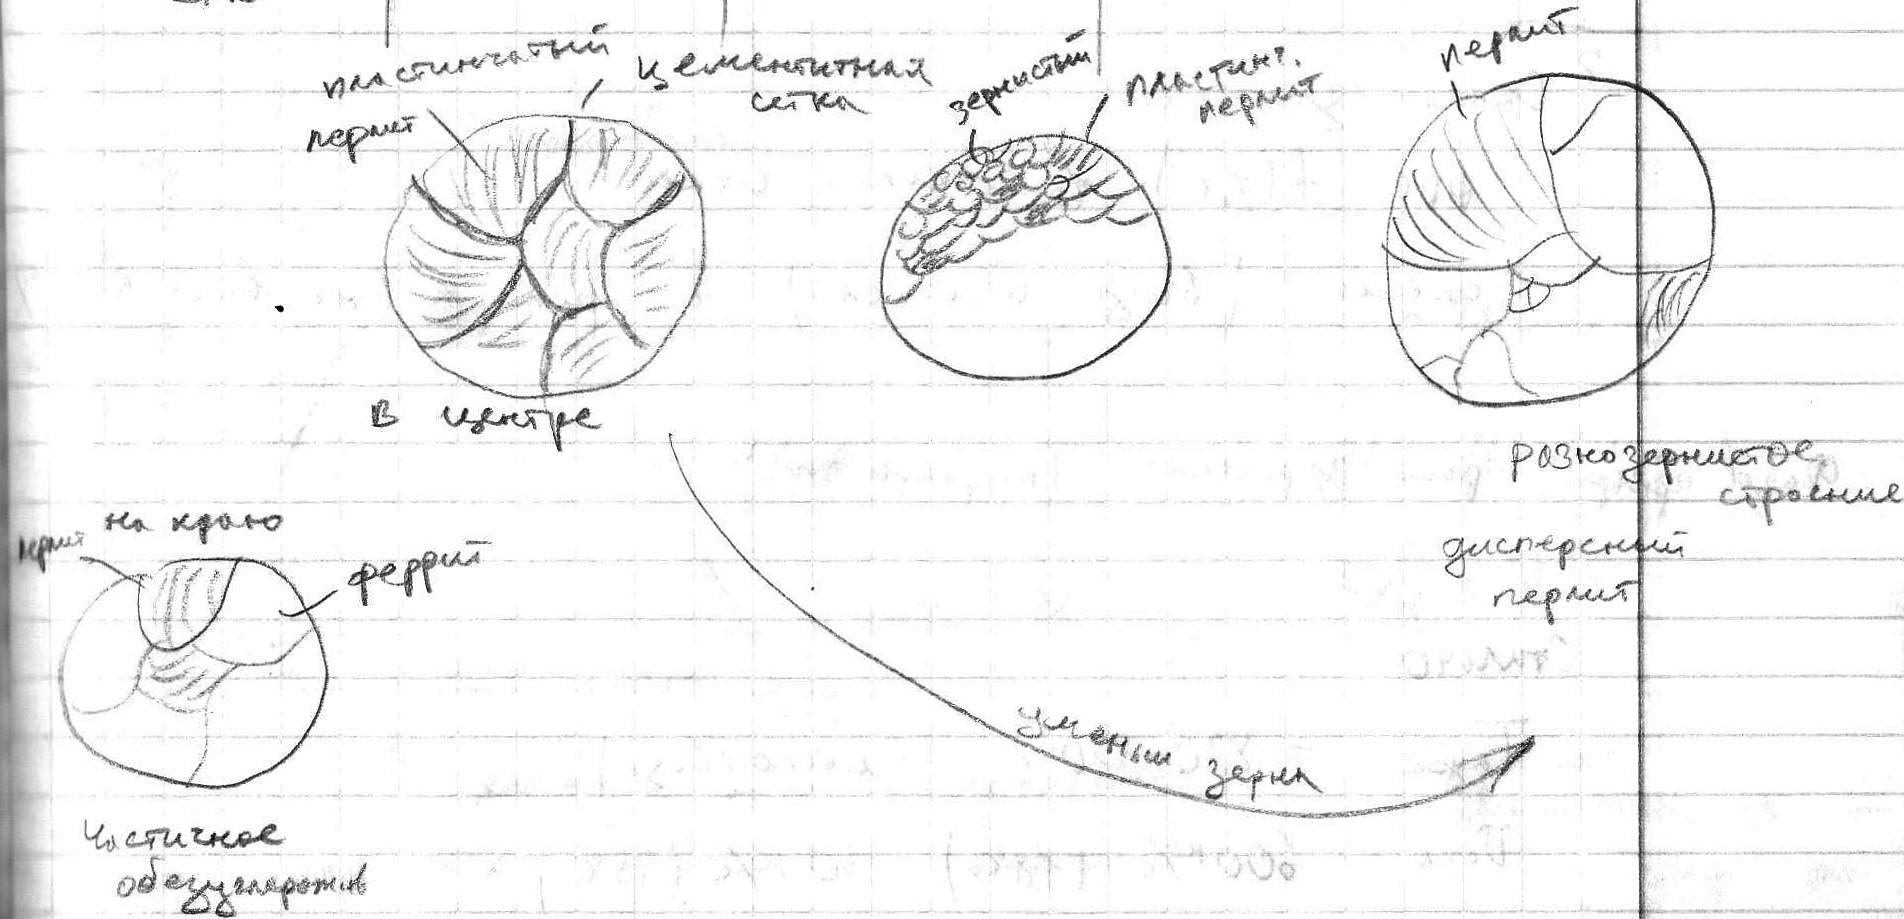 пластинчатый
перлит
цементитная
сетка
зернистый
пластинч.
перлит
перлит
в центре
разнозернистое
строение
дисперсный
перлит
на краю
перлит
феррит
уменьш зерна
Частичное
обезуглерожив